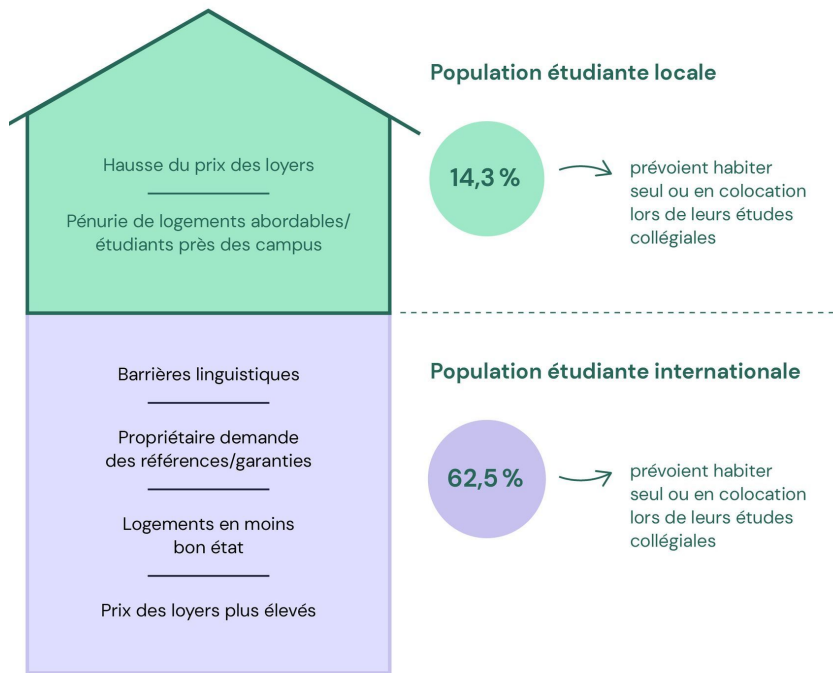 Hausse du prix des loyers
Pénurie de logements abordables/
étudiants près des campus
Population étudiante locale
14,3 %
prévoient habiter
seul ou en colocation
lors de leurs études
collégiales
Barrières linguistiques
Propriétaire demande
des références/garanties
Logements en moins
bon état
Prix des loyers plus élevés
Population étudiante internationale
62,5 %
prévoient habiter
seul ou en colocation
lors de leurs études
collégiales